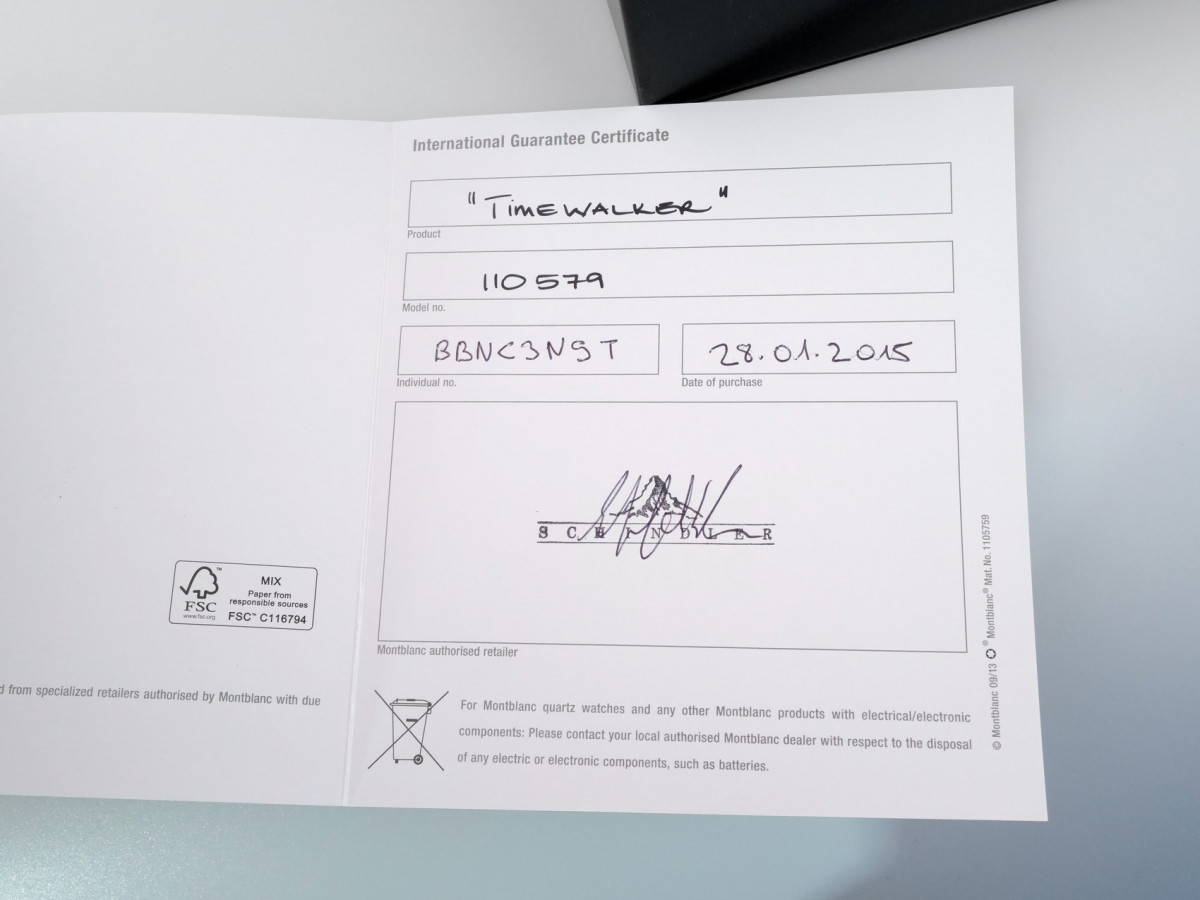 International Guarantee Certificate
"TIMEWALKER"
Product
110579
Model no.
BBNC3N9T
Individual no.
28.01.2015
Date of purchase
SCHINDLER
Montblanc authorised retailer
For Montblanc quartz watches and any other Montblanc products with electrical/electronic
components: Please contact your local authorised Montblanc dealer with respect to the disposal
of any electric or electronic components, such as batteries.
© Montblanc 09/13 ® Montblanc® Mat. No. 1105759
FSC™
www.fsc.org
MIX
Paper from
responsible sources
FSC™ C116794
from specialized retailers authorised by Montblanc with due